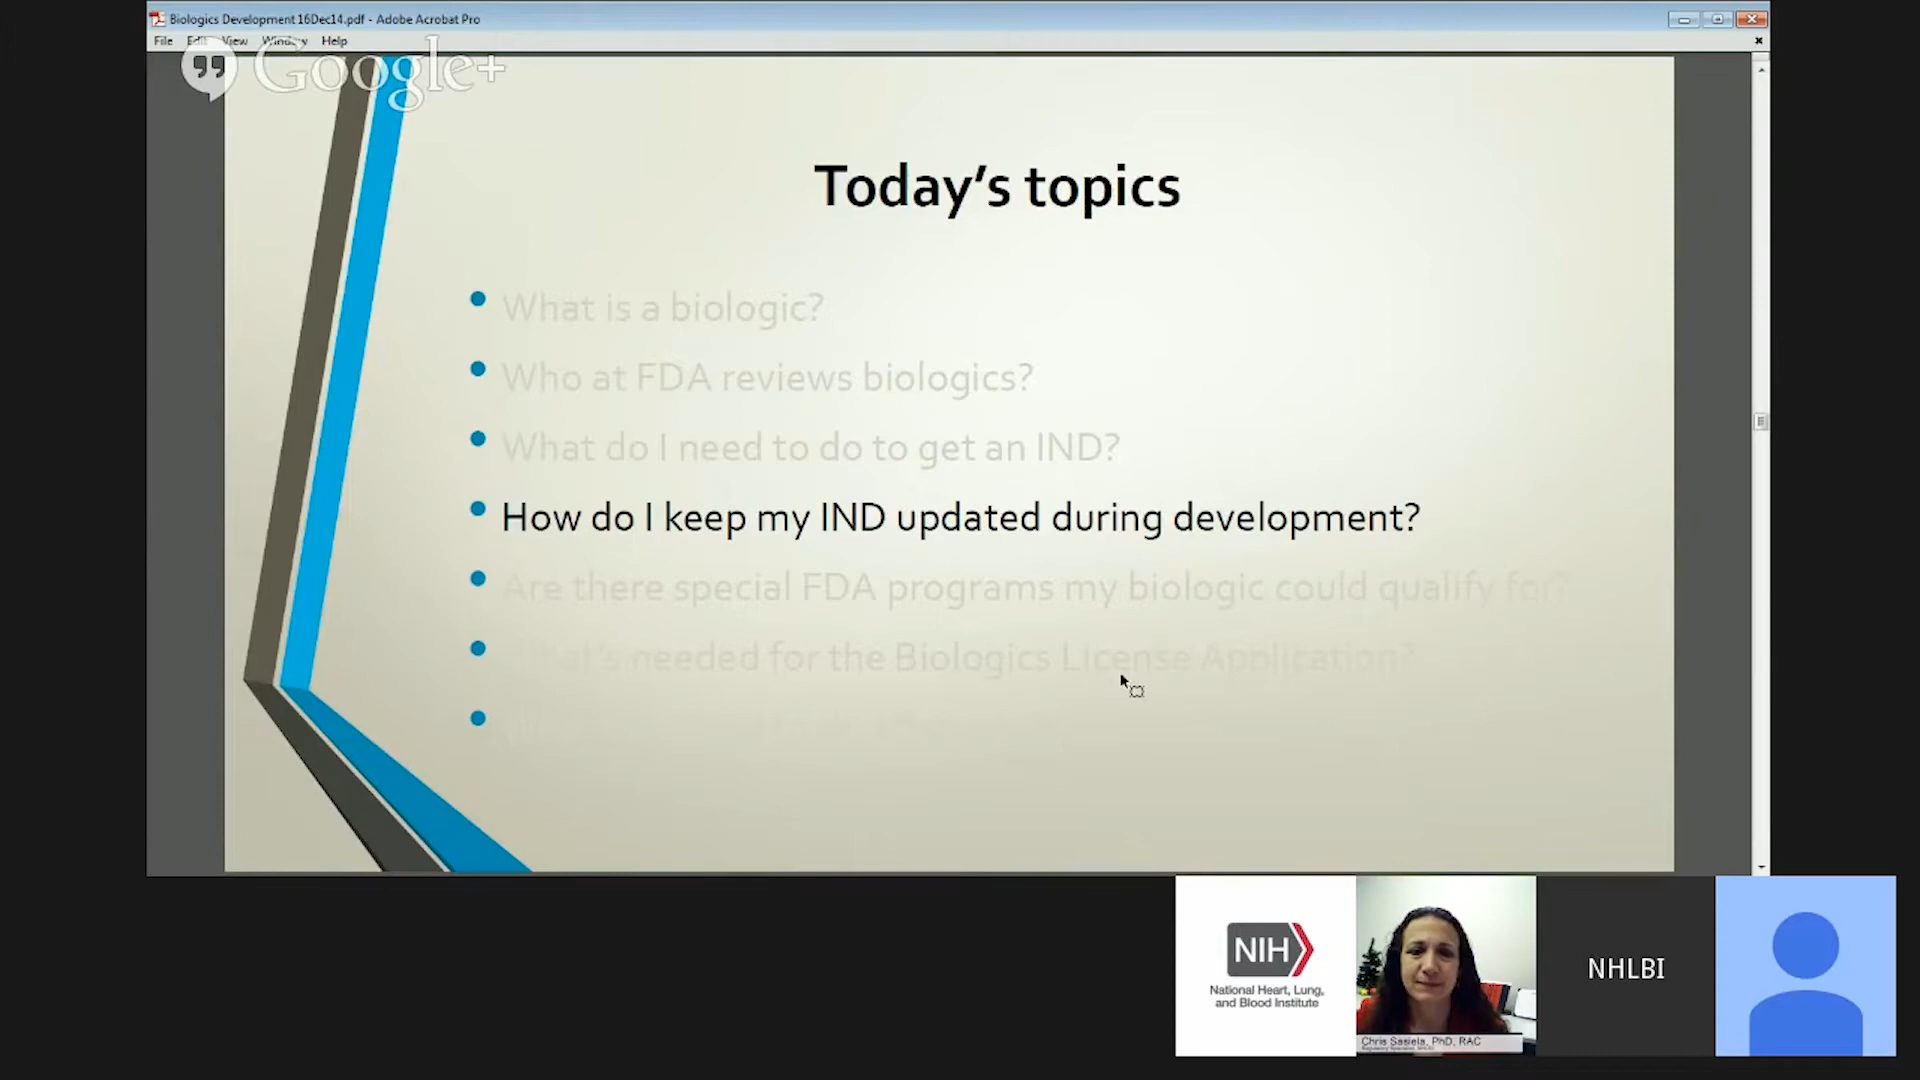 Biologics Development 16Dec14.pdf - Adobe Acrobat Pro
File Edit View Window Help
Google+
Today's topics
What is a biologic?
Who at FDA reviews biologics?
What do I need to do to get an IND?
How do I keep my IND updated during development?
Are there special FDA programs my biologic could qualify for?
What's needed for the Biologics License Application?
NIH
National Heart, Lung,
and Blood Institute
Chris Sasiela, PhD, RAC
NHLBI